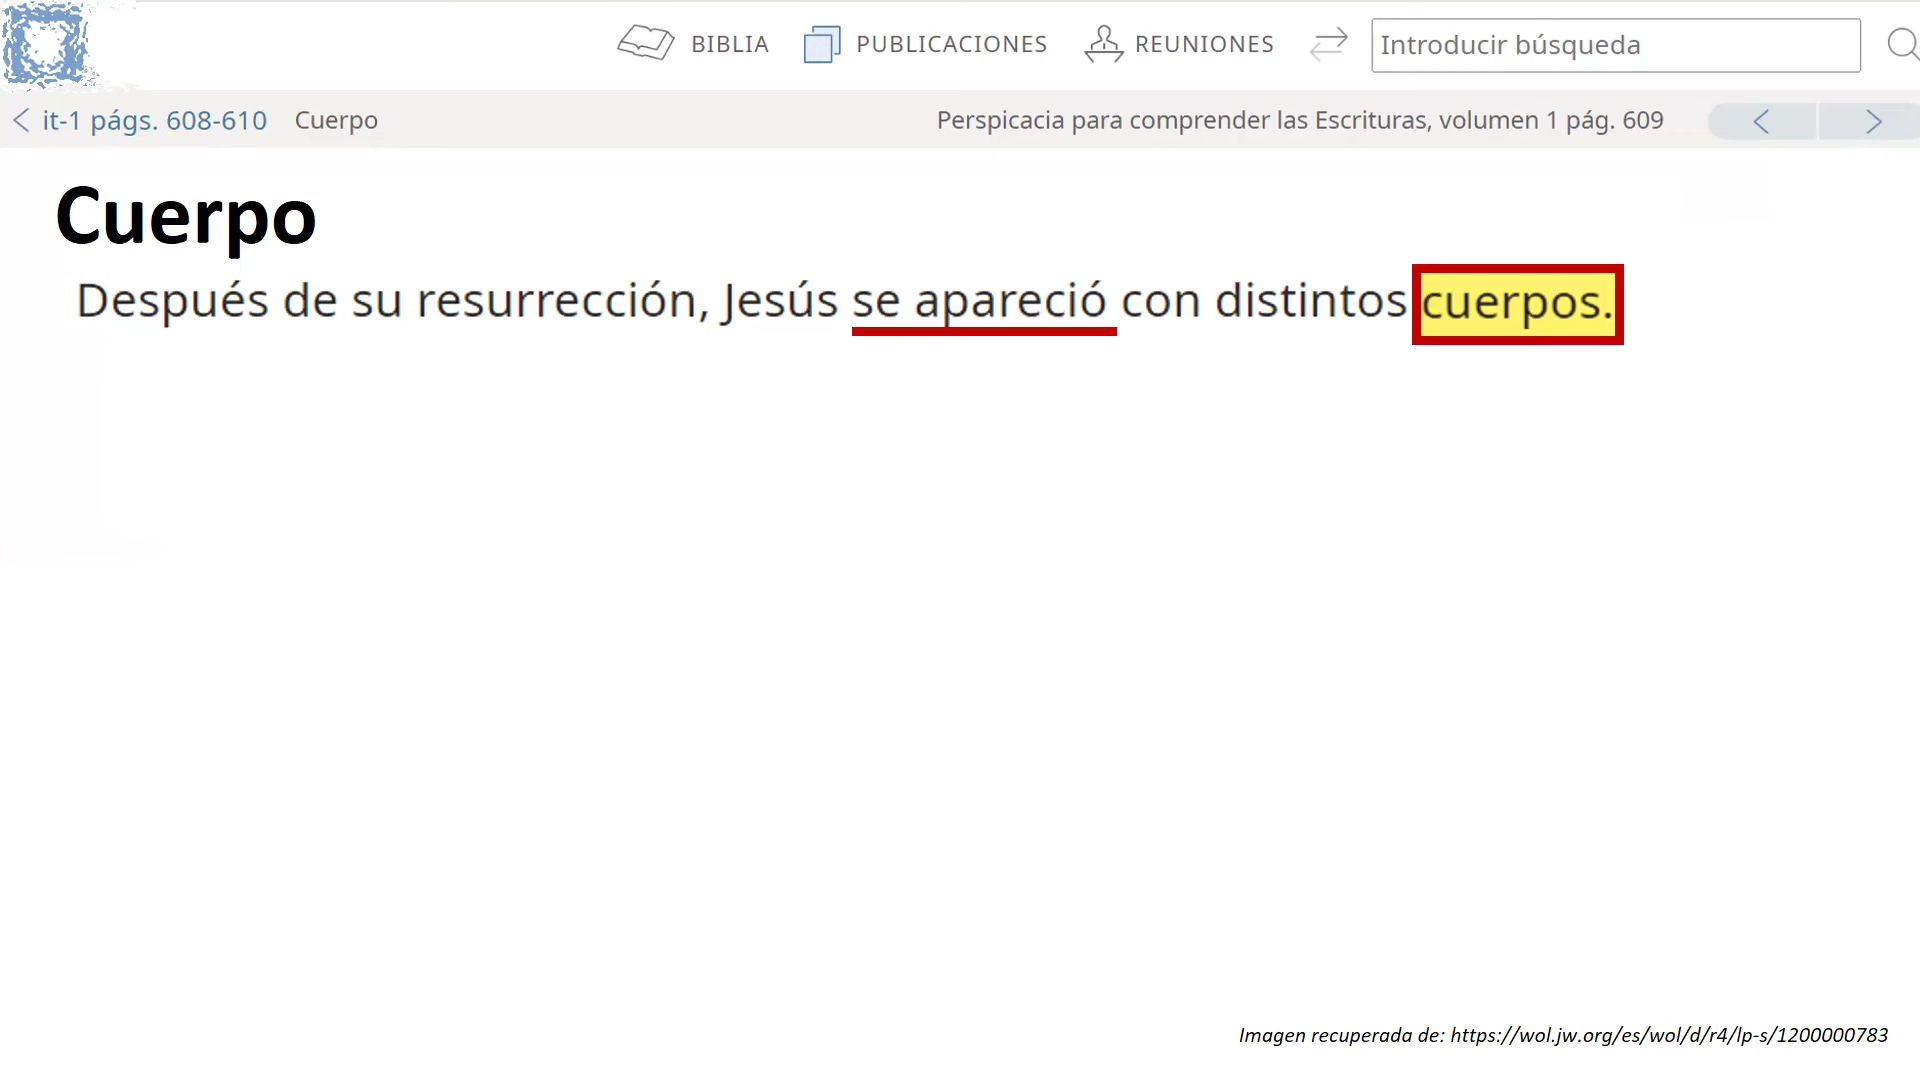 BIBLIA PUBLICACIONES REUNIONES Introducir búsqueda
it-1 págs. 608-610 Cuerpo Perspicacia para comprender las Escrituras, volumen 1 pág. 609
Cuerpo
Después de su resurrección, Jesús se apareció con distintos cuerpos.
Imagen recuperada de: https://wol.jw.org/es/wol/d/r4/lp-s/1200000783